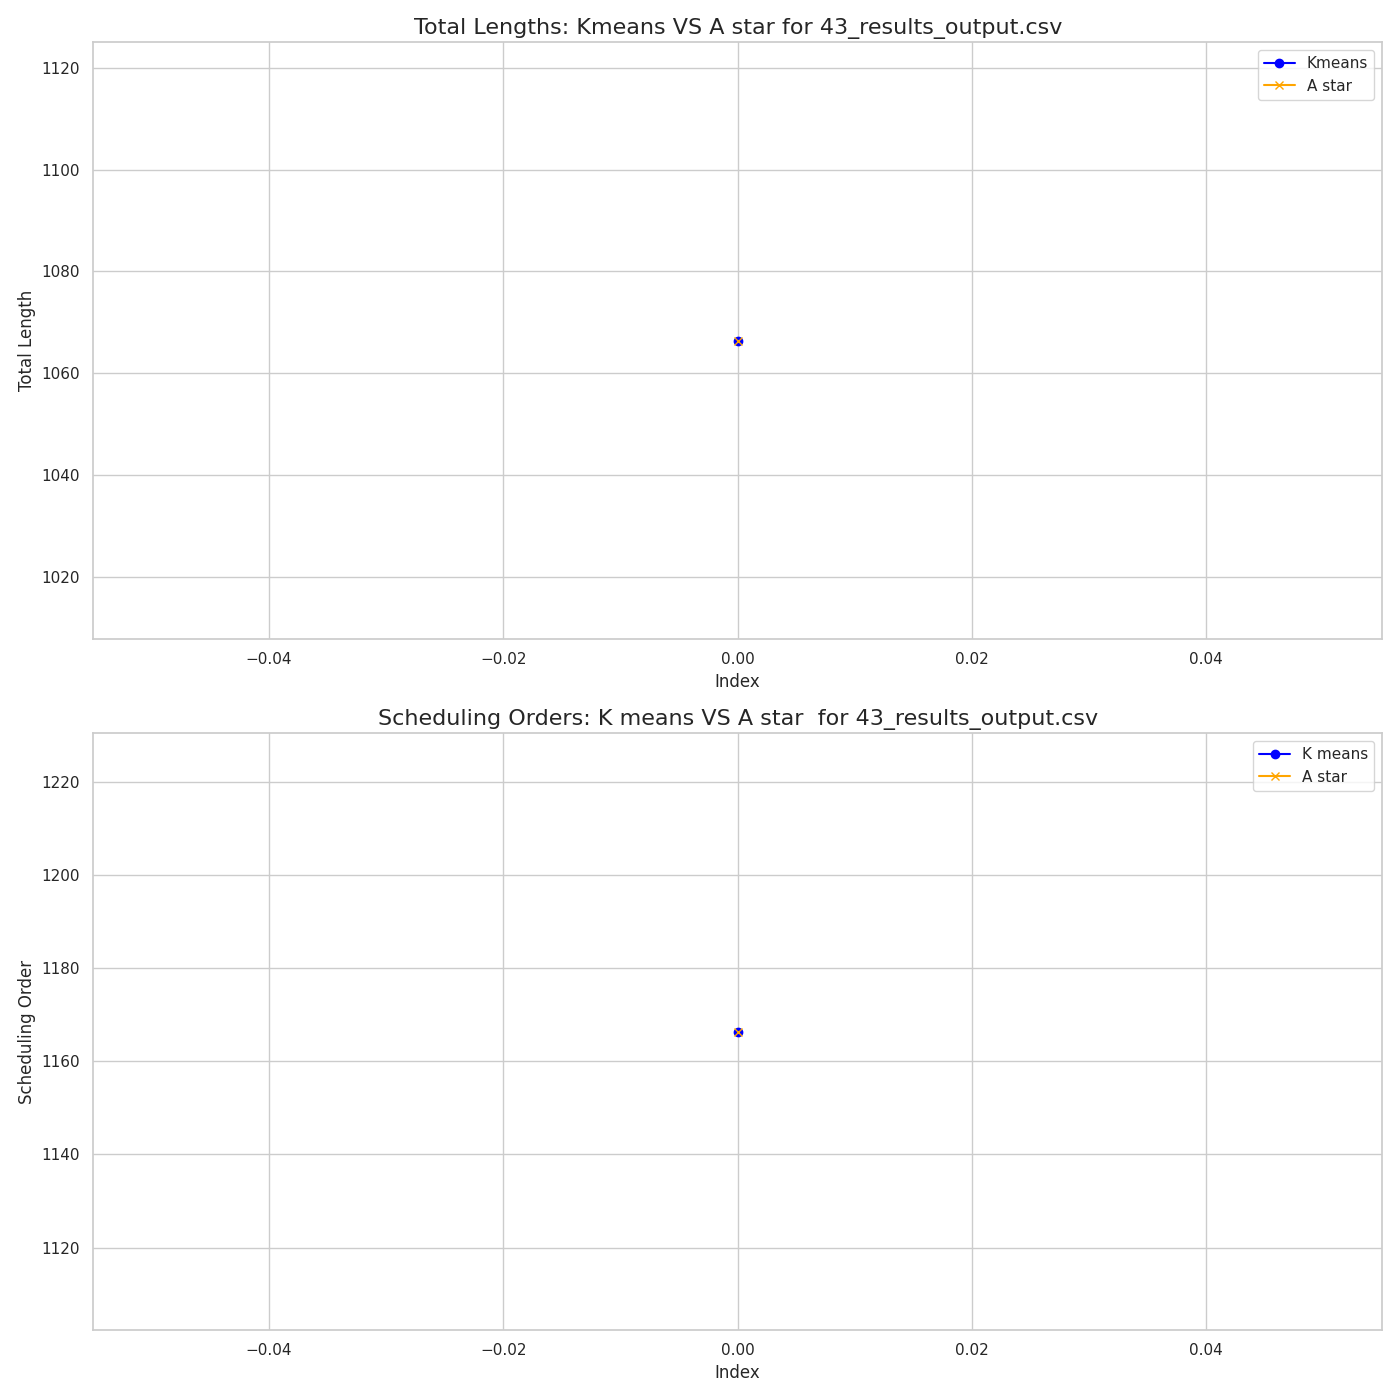 Total Lengths: Kmeans VS A star for 43_results_output.csv
Kmeans
A star
1120
1100
1080
1060
1040
1020
Total Length
−0.04
−0.02
0.00
0.02
0.04
Index
Scheduling Orders: K means VS A star  for 43_results_output.csv
K means
A star
1220
1200
1180
1160
1140
1120
Scheduling Order
−0.04
−0.02
0.00
0.02
0.04
Index